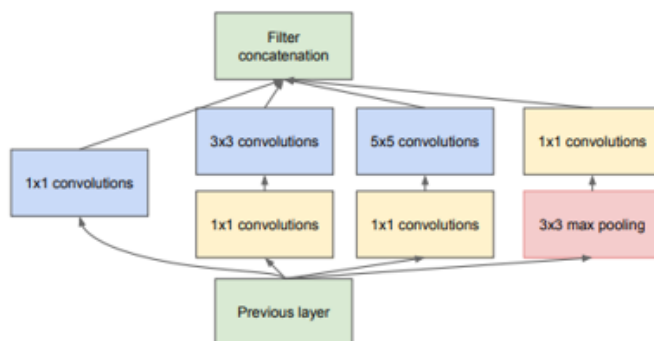 Filter
concatenation
3x3 convolutions
5x5 convolutions
1x1 convolutions
1x1 convolutions
1x1 convolutions
1x1 convolutions
3x3 max pooling
Previous layer